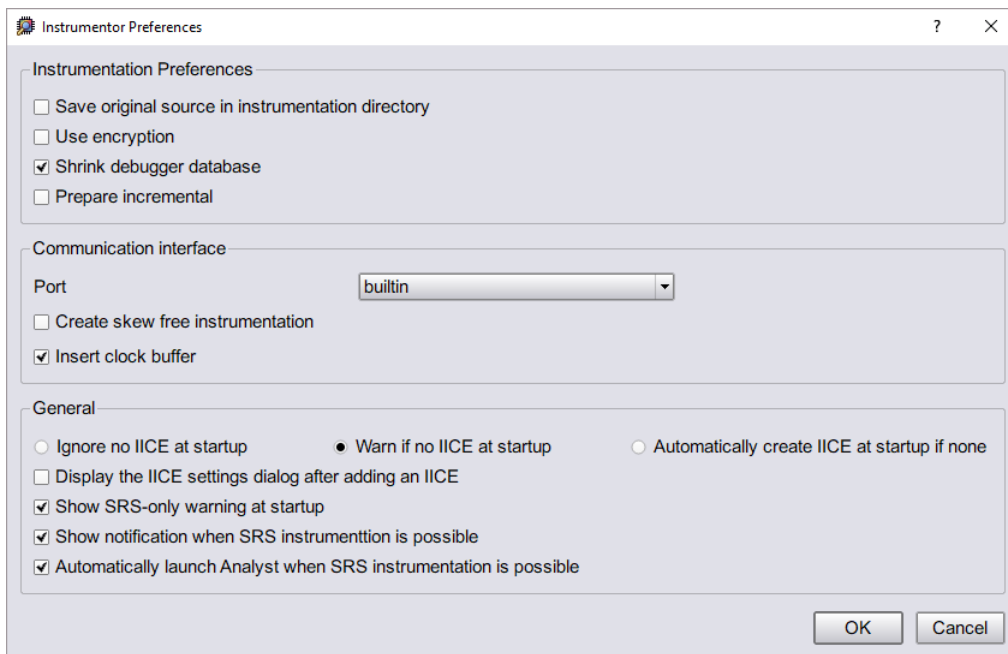 Instrumentor Preferences ?
Instrumentation Preferences
Save original source in instrumentation directory
Use encryption
Shrink debugger database
Prepare incremental
Communication interface
Port builtin
Create skew free instrumentation
Insert clock buffer
General
Ignore no IICE at startup Warn if no IICE at startup Automatically create IICE at startup if none
Display the IICE settings dialog after adding an IICE
Show SRS-only warning at startup
Show notification when SRS instrumenttion is possible
Automatically launch Analyst when SRS instrumentation is possible
OK Cancel